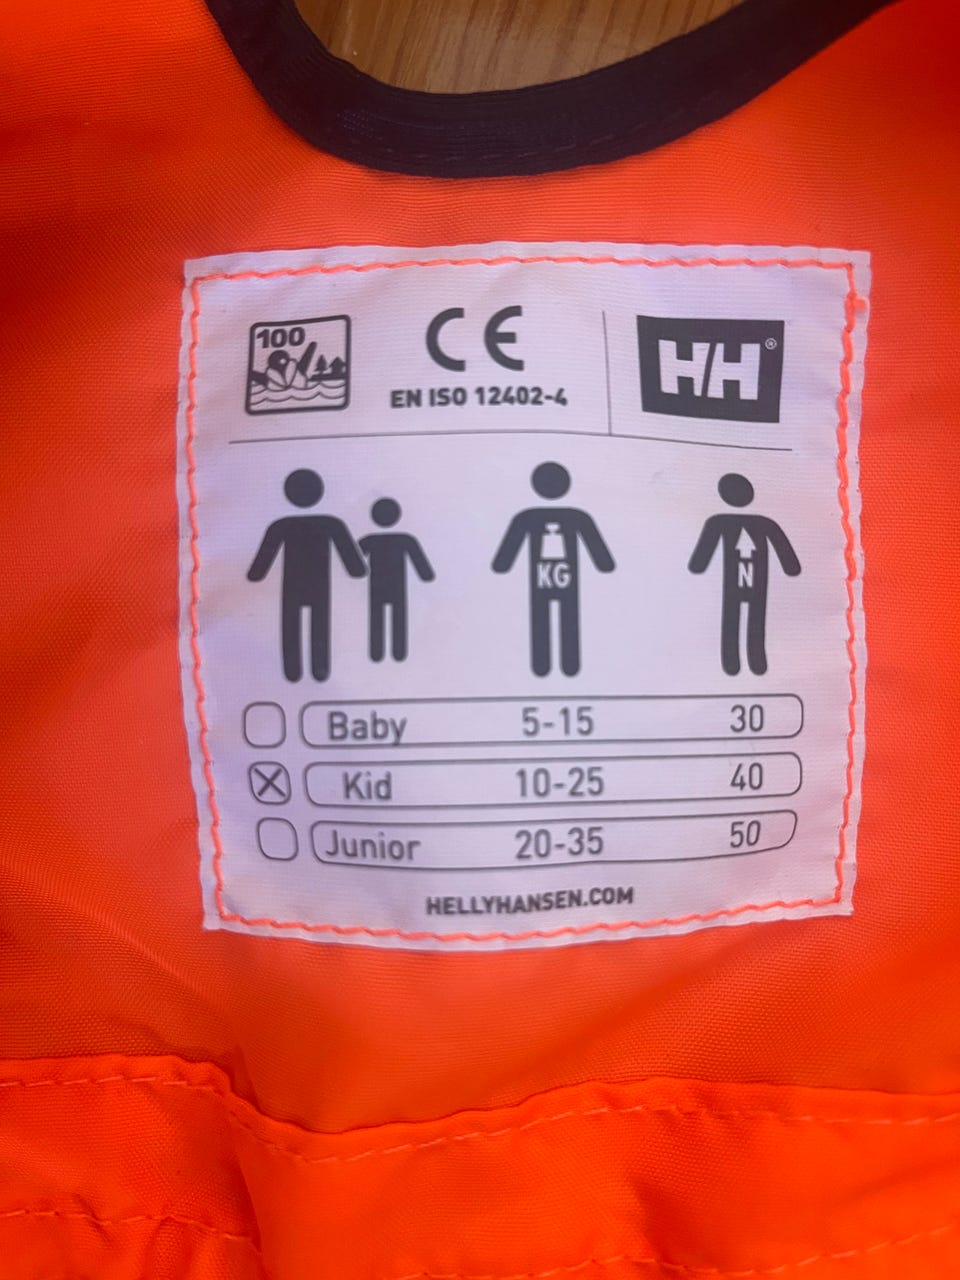 100
CE
EN ISO 12402-4
H/H®
KG
N
Baby 5-15 30
Kid 10-25 40
Junior 20-35 50
HELLYHANSEN.COM